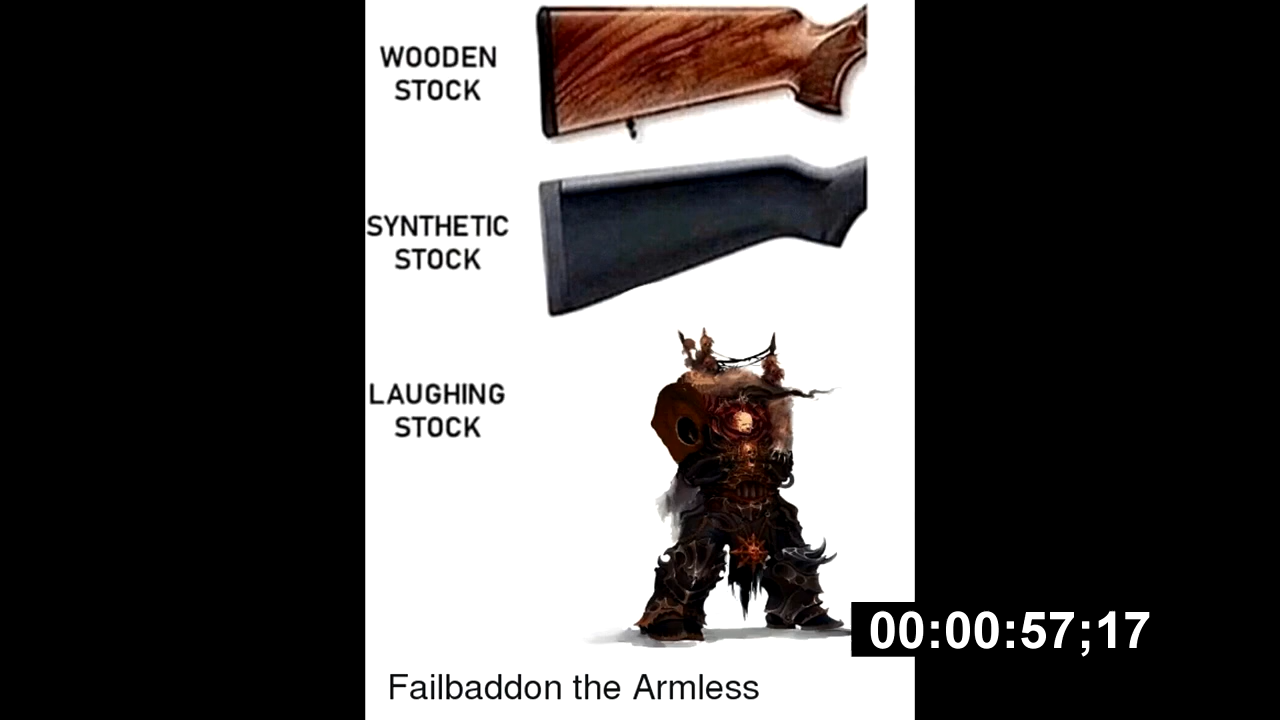 WOODEN
STOCK
SYNTHETIC
STOCK
LAUGHING
STOCK
00:00:57;17
Failbaddon the Armless